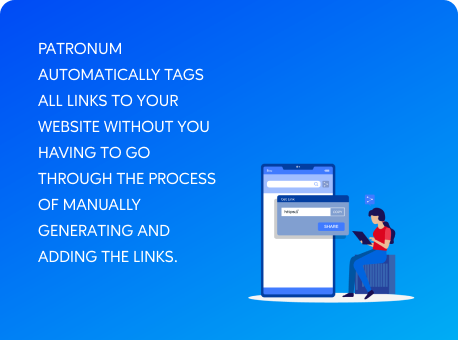 PATRONUM
AUTOMATICALLY TAGS
ALL LINKS TO YOUR
WEBSITE WITHOUT YOU
HAVING TO GO
THROUGH THE PROCESS
OF MANUALLY
GENERATING AND
ADDING THE LINKS.
Get Link
SHARE